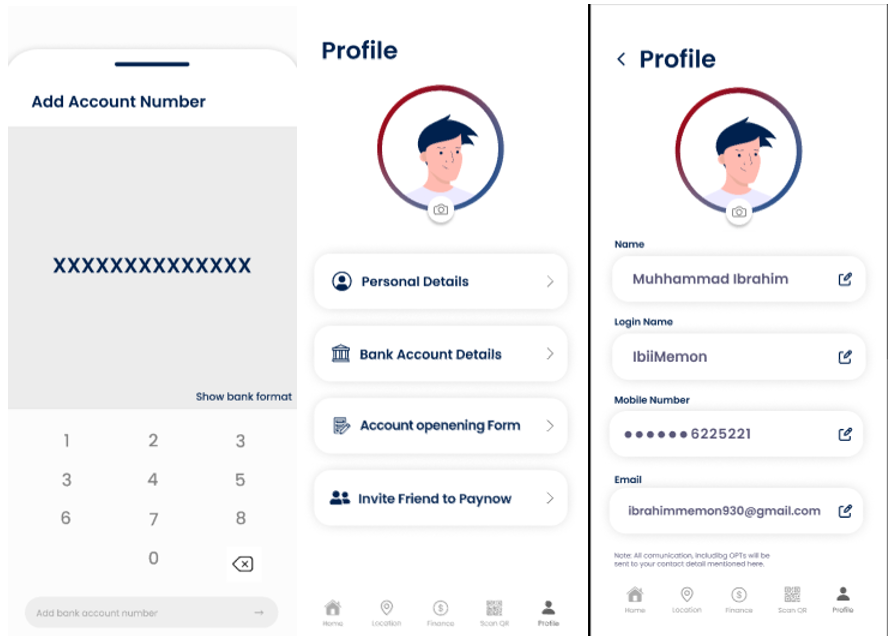 Add Account Number
XXXXXXXXXXXXXX
Show bank format
1 2 3
3 4 5
6 7 8
0
Add bank account number
Profile
Personal Details
Bank Account Details
Account openening Form
Invite Friend to Paynow
Home Location Finance Scan QR Profile
Profile
Name
Muhhammad Ibrahim
Login Name
IbiiMemon
Mobile Number
●●●●●●6225221
Email
ibrahimmemon930@gmail.com
Note: All comunication, includibg OPTs will be
sent to your contact detail mentioned here.
Home Location Finance Scan QR Profile